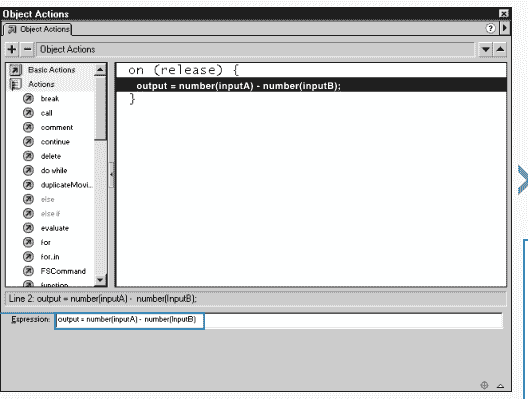 Object Actions
Object Actions
?
+ - Object Actions
Basic Actions
Actions
break
call
comment
continue
delete
do while
duplicateMovi...
else
else if
evaluate
for
for..in
FSCommand
function
on (release) {
output = number(inputA) - number(inputB);
}
Line 2: output = number(inputA) - number(InputB);
Expression: output = number(inputA) - number(InputB)